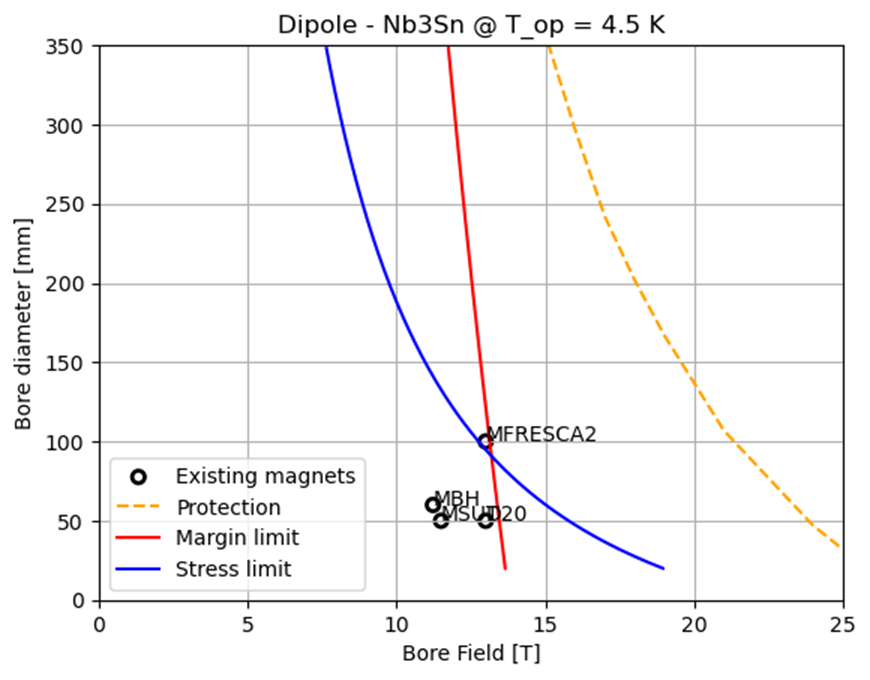 Dipole - Nb3Sn @ T_op = 4.5 K
350
300
250
200
150
100
50
0
Bore diameter [mm]
MFRESCA2
MBH
MSUT
D20
Existing magnets
Protection
Margin limit
Stress limit
0 5 10 15 20 25
Bore Field [T]